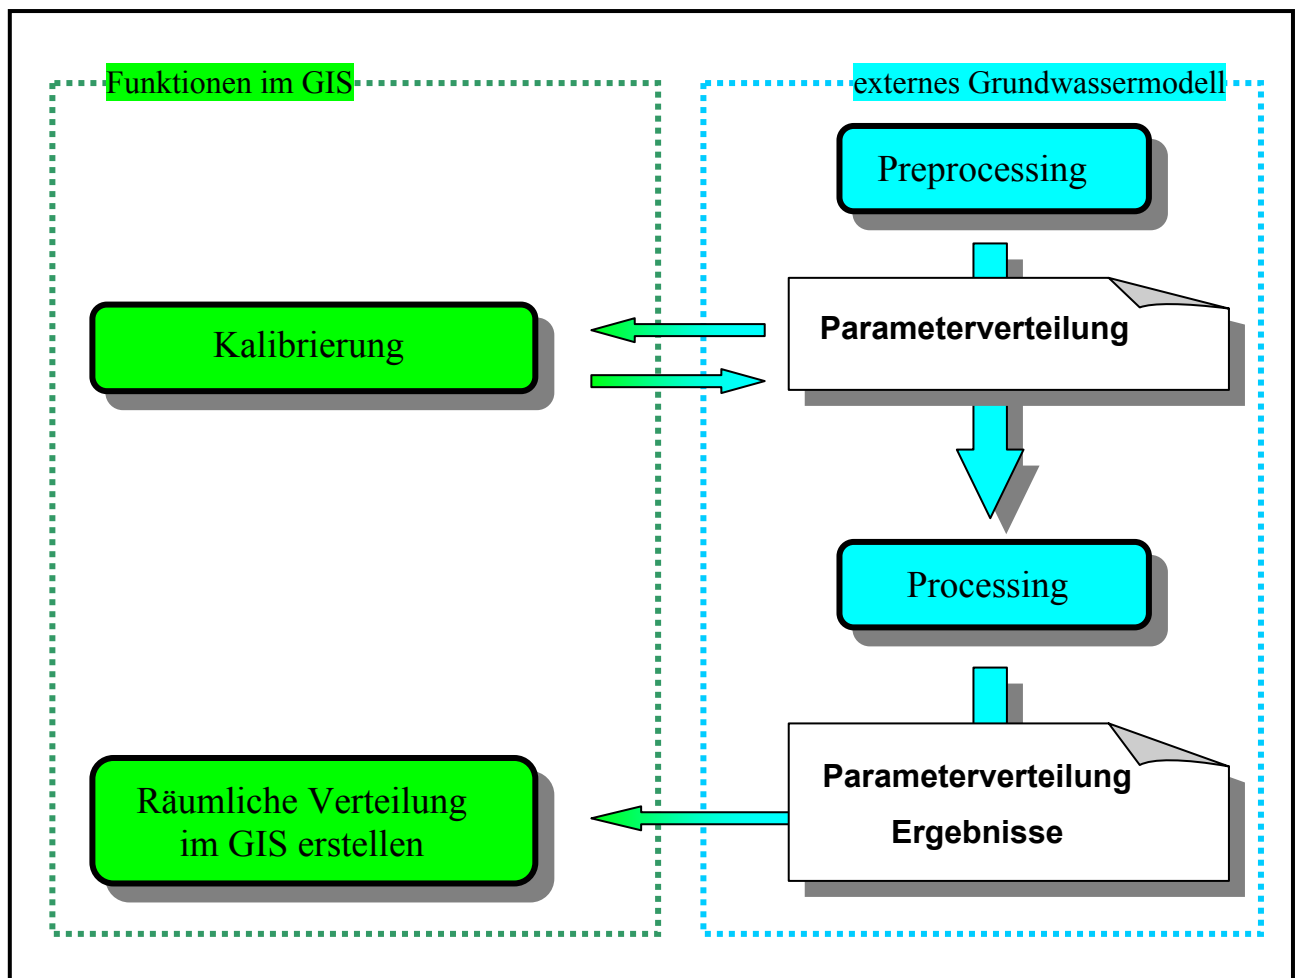 Funktionen im GIS
externes Grundwassermodell
Preprocessing
Parameterverteilung
Kalibrierung
Processing
Parameterverteilung
Ergebnisse
Räumliche Verteilung
im GIS erstellen